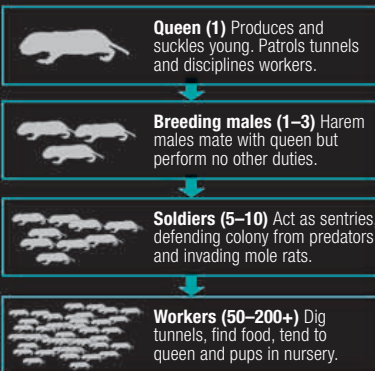 Queen (1) Produces and
suckles young. Patrols tunnels
and disciplines workers.
Breeding males (1–3) Harem
males mate with queen but
perform no other duties.
Soldiers (5–10) Act as sentries,
defending colony from predators
and invading mole rats.
Workers (50–200+) Dig
tunnels, find food, tend to
queen and pups in nursery.